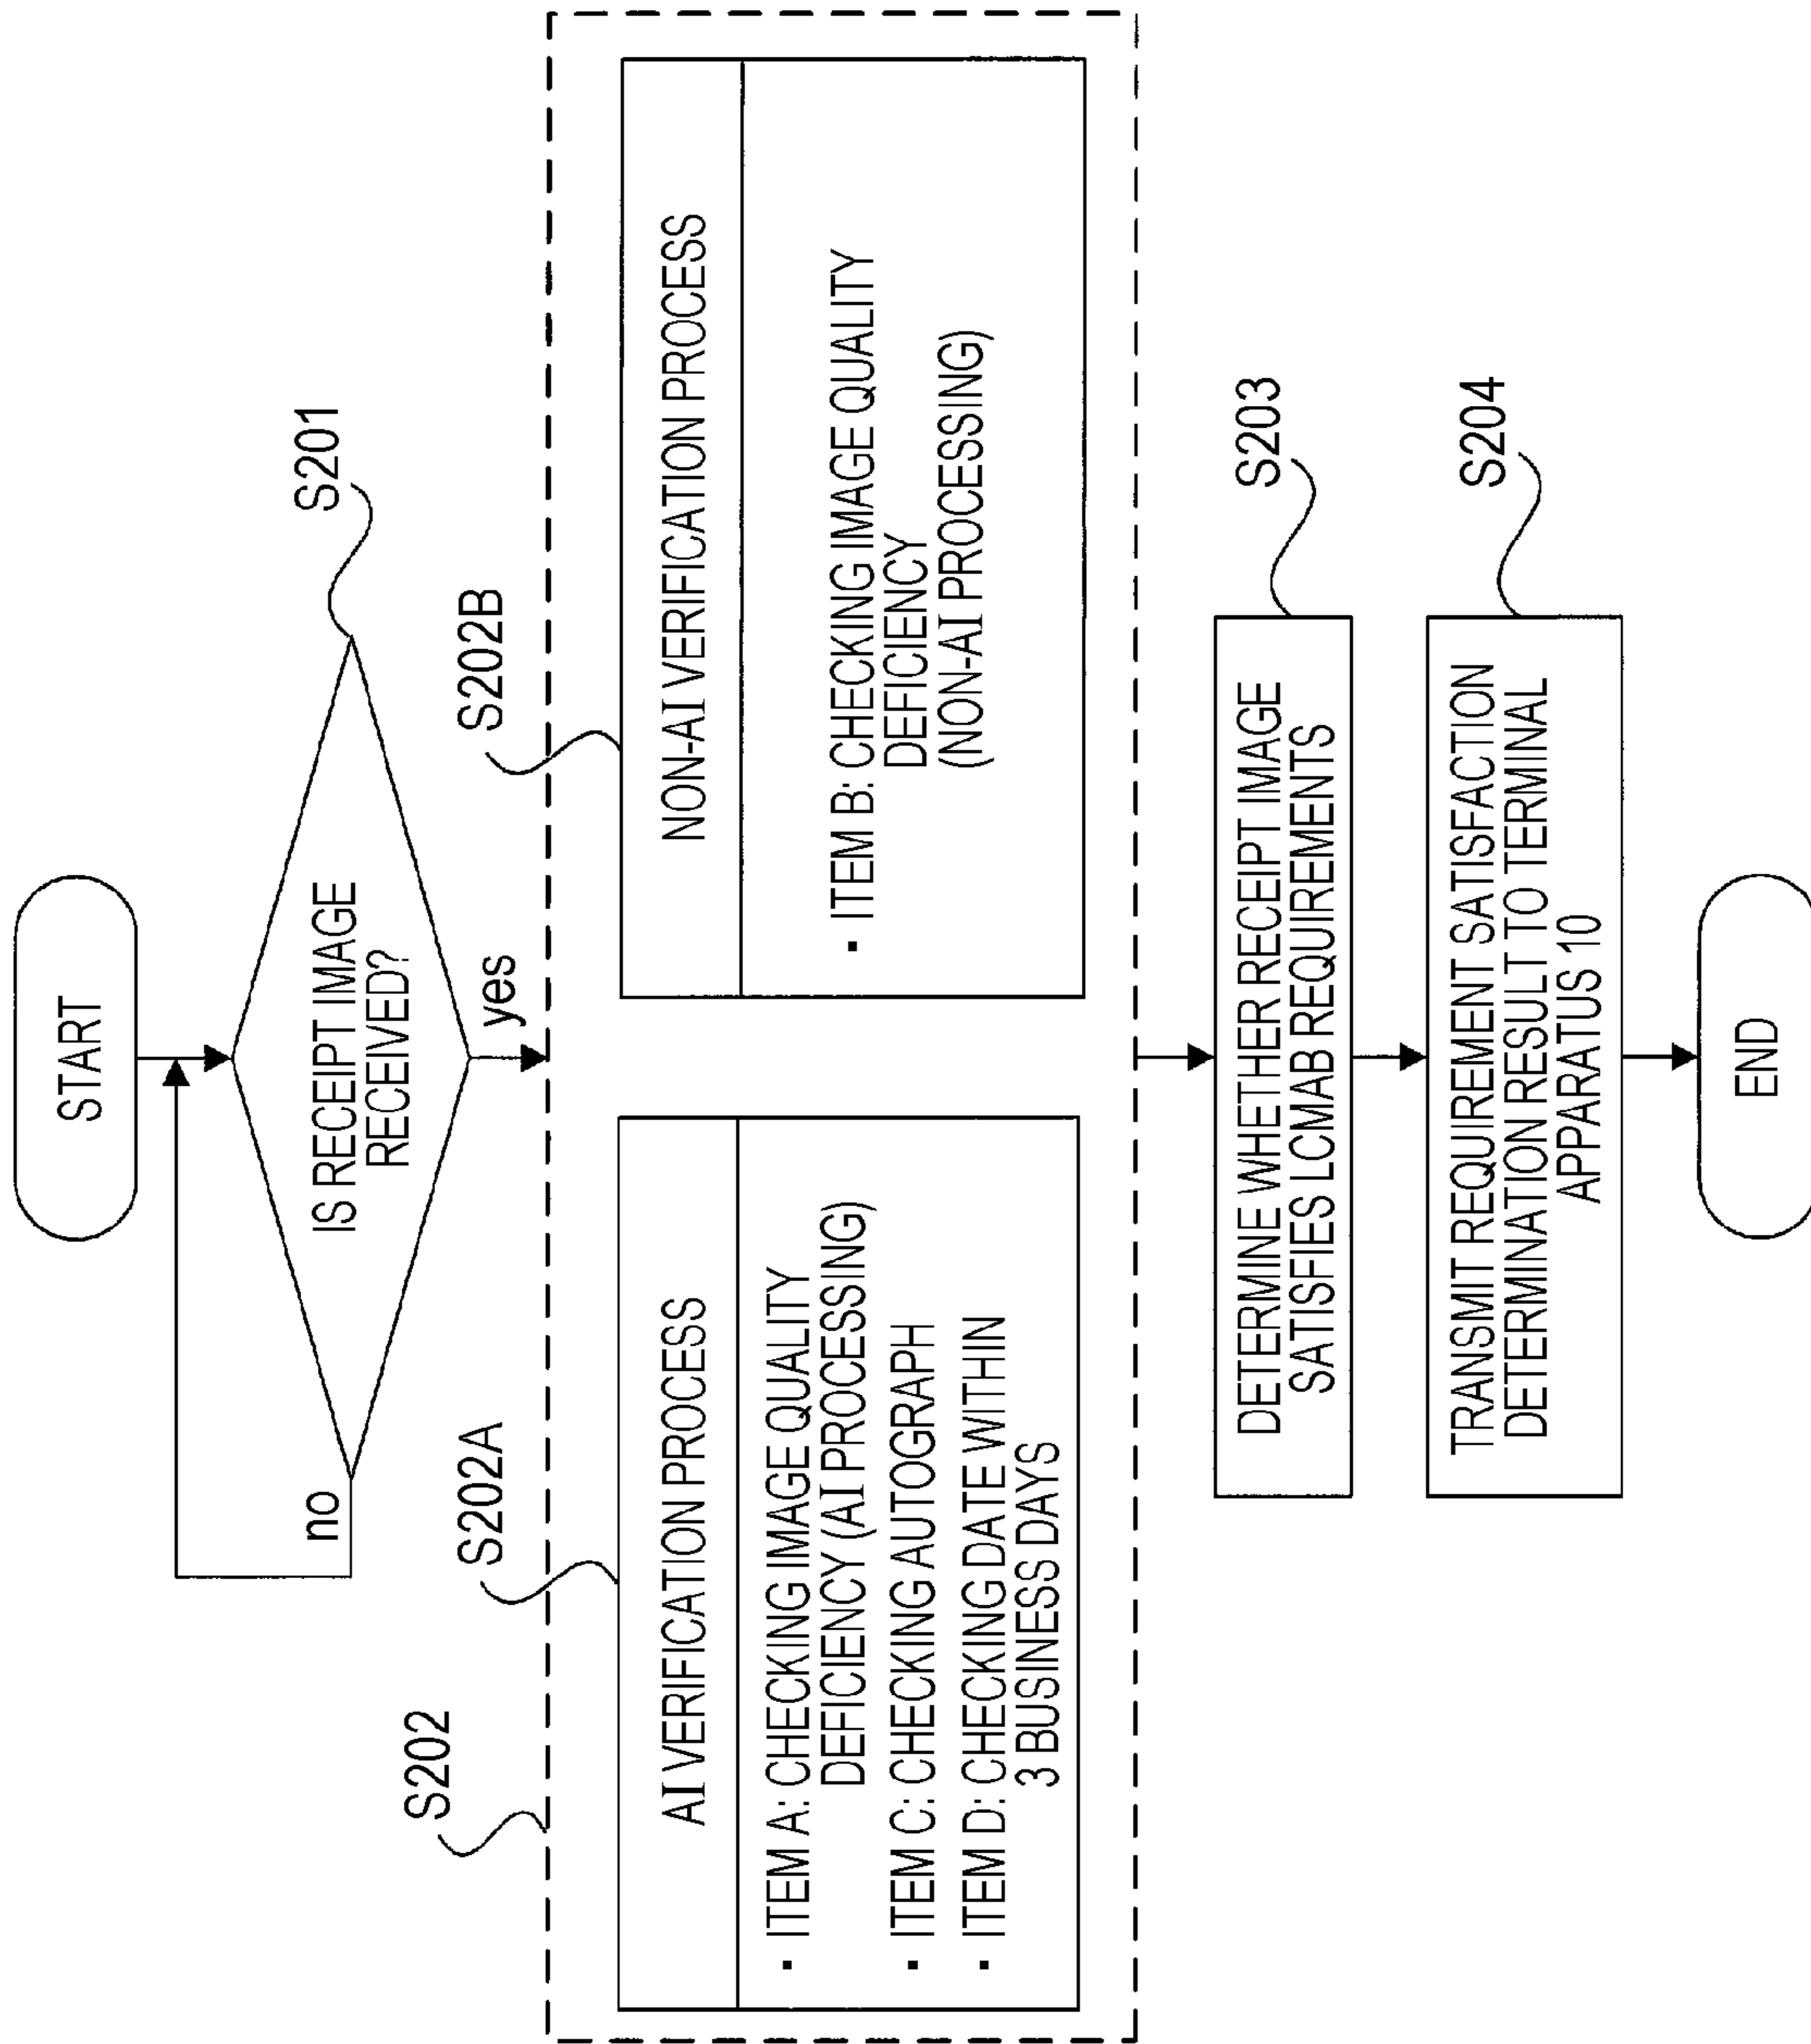 START
IS RECEIPT IMAGE
RECEIVED?
S201
no
yes
S202
S202A
AI VERIFICATION PROCESS
• ITEM A: CHECKING IMAGE QUALITY
DEFICIENCY (AI PROCESSING)
• ITEM C: CHECKING AUTOGRAPH
• ITEM D: CHECKING DATE WITHIN
3 BUSINESS DAYS
S202B
NON-AI VERIFICATION PROCESS
• ITEM B: CHECKING IMAGE QUALITY
DEFICIENCY
(NON-AI PROCESSING)
S203
DETERMINE WHETHER RECEIPT IMAGE
SATISFIES LCMAB REQUIREMENTS
S204
TRANSMIT REQUIREMENT SATISFACTION
DETERMINATION RESULT TO TERMINAL
APPARATUS 10
END